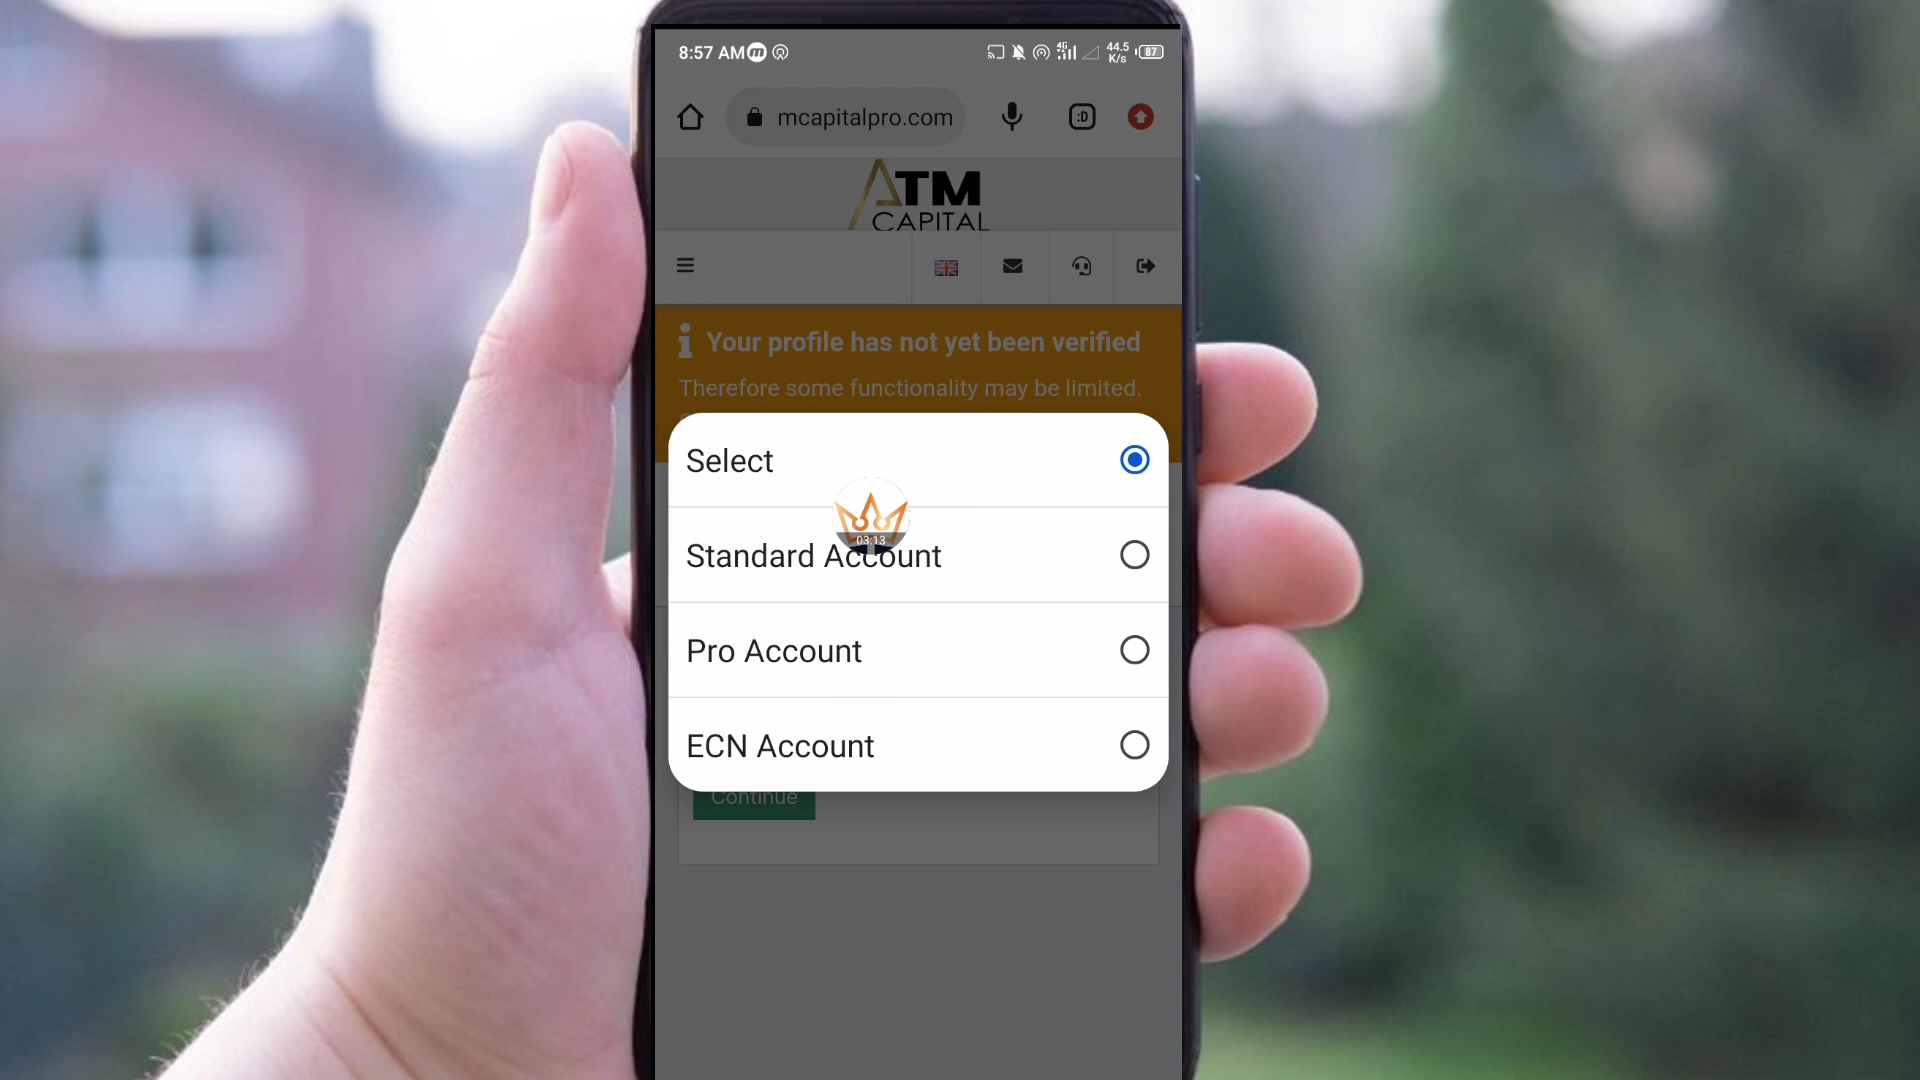 8:57 AM
4G
44.5
K/s
87
mcapitalpro.com
:D
ATM
CAPITAL
Your profile has not yet been verified
Therefore some functionality may be limited.
Select
03:13
Standard Account
Pro Account
ECN Account
Continue